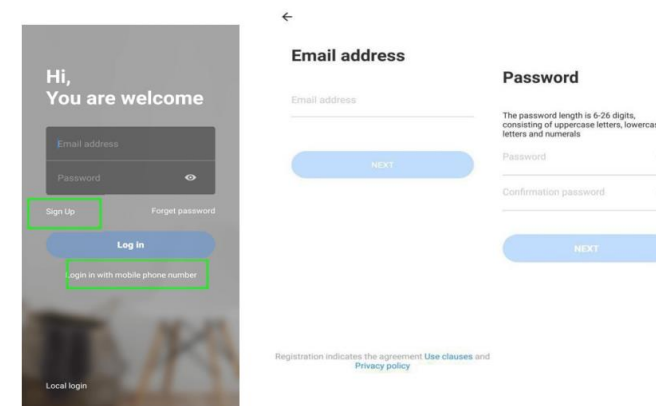 Hi,
You are welcome
Email address
Password
Sign Up
Forget password
Log in
Login in with mobile phone number
Local login
Email address
Email address
NEXT
Registration indicates the agreement Use clauses and
Privacy policy
Password
The password length is 6-26 digits,
consisting of uppercase letters, lowercas
letters and numerals
Password
Confirmation password
NEXT